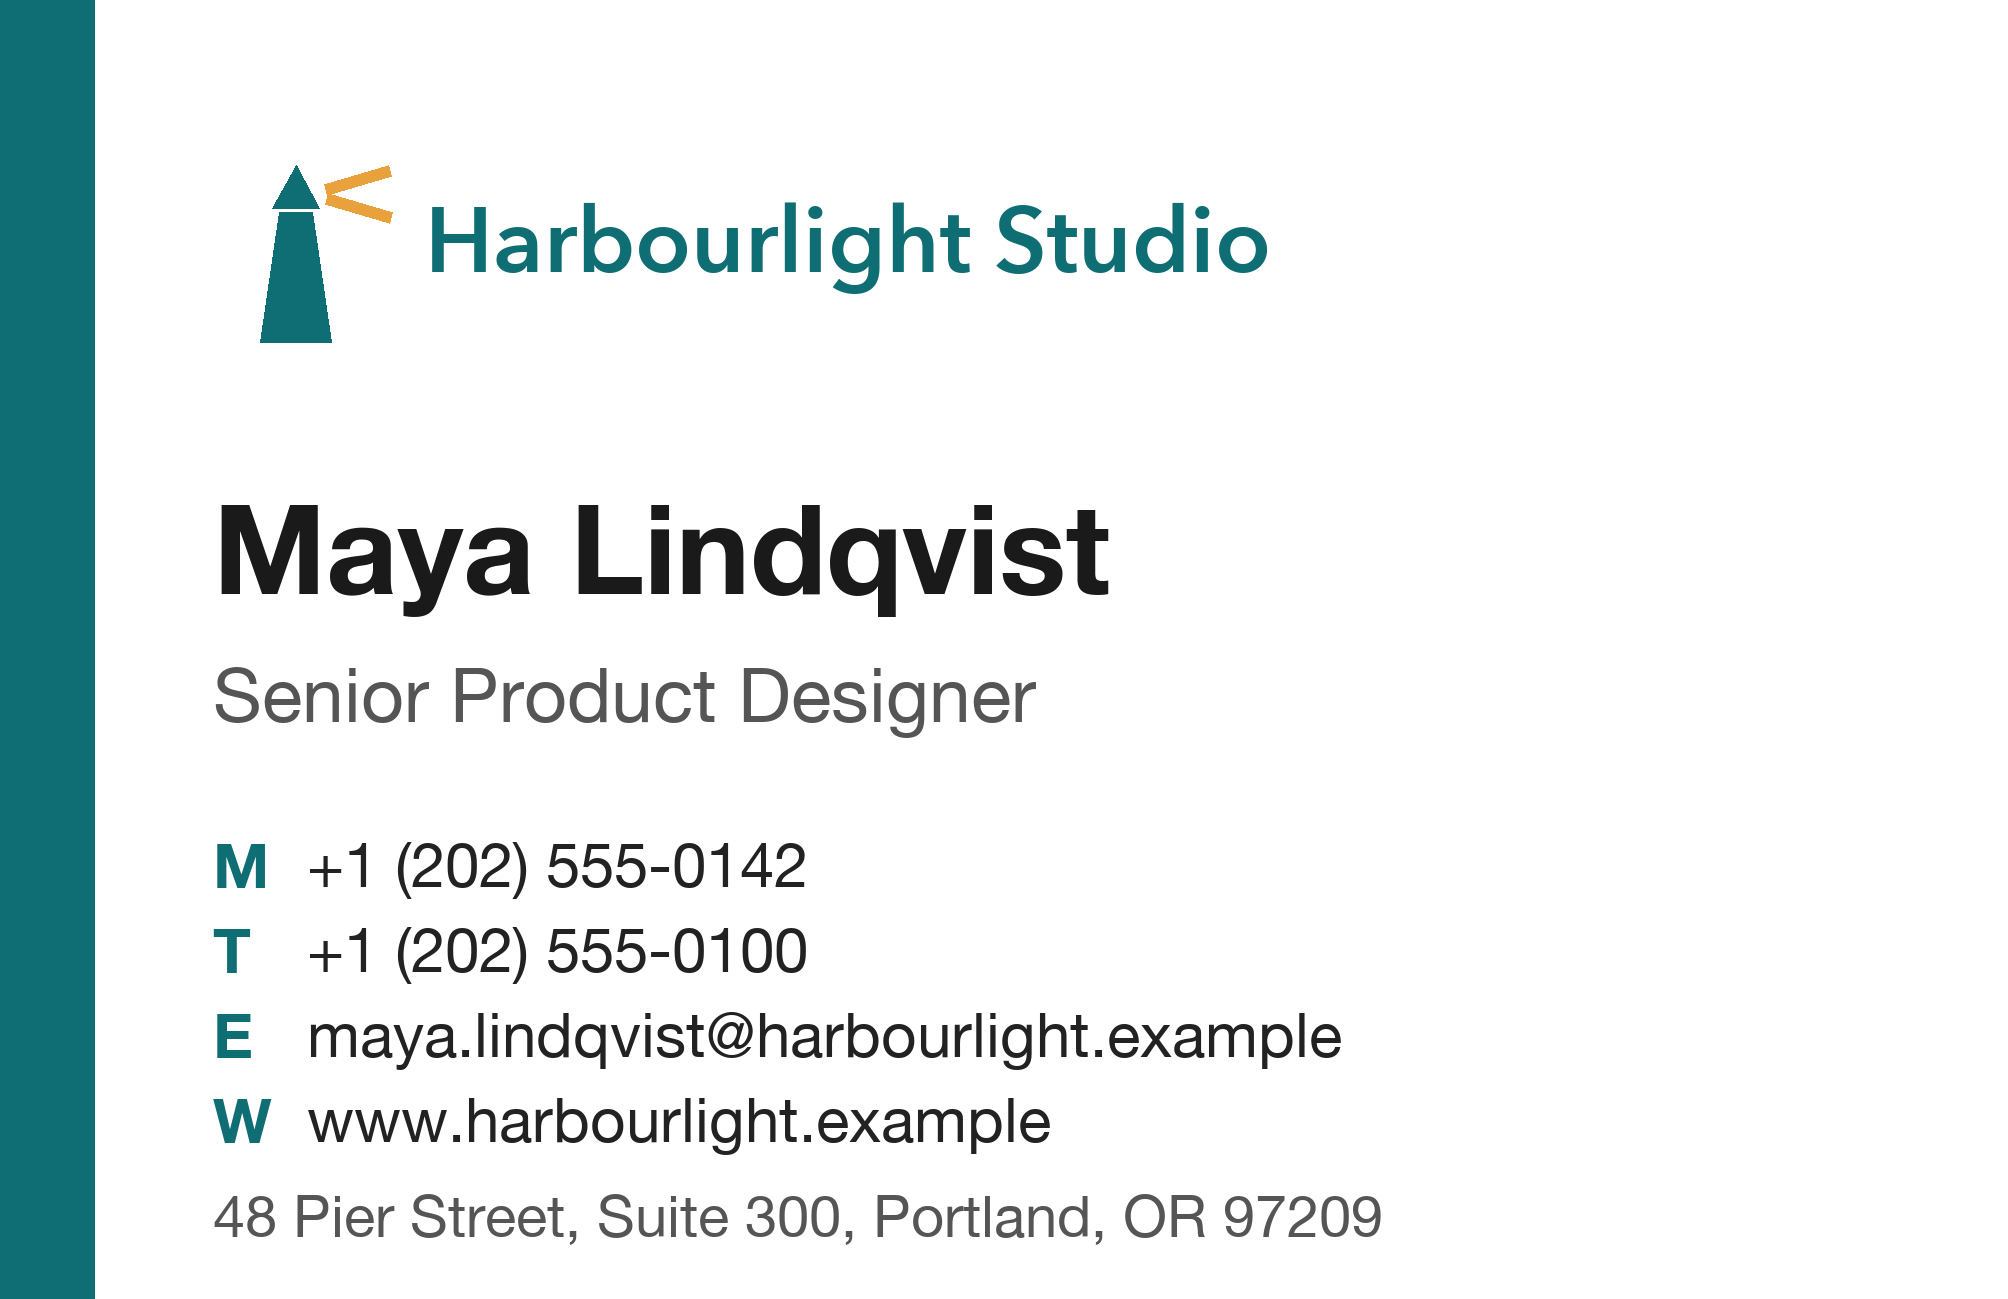 Harbourlight Studio
Maya Lindqvist
Senior Product Designer
M +1 (202) 555-0142
T +1 (202) 555-0100
E maya.lindqvist@harbourlight.example
W www.harbourlight.example
48 Pier Street, Suite 300, Portland, OR 97209